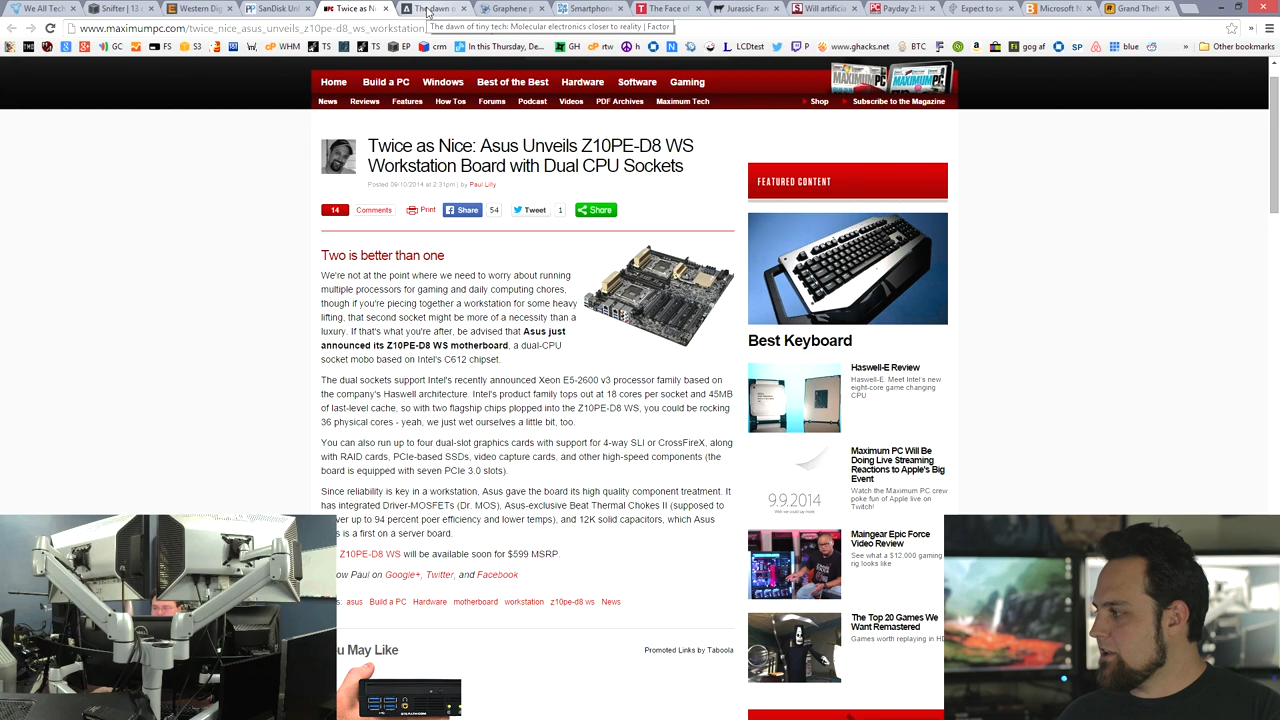 We All Tech
Snifter | 13
Western Dig
SanDisk Unl
Twice as Ni
The dawn o
Graphene p
Smartphone
The Face of
Will artificia
Payday 2: H
Expect to se
Microsoft fi
Rumor: NVI
Grand Theft
www.maximumpc.com/twice_nice_asus_unveils_z10pe-d8_ws_workstation
The dawn of tiny tech: Molecular electronics closer to reality | Factor
GC
FS
S3
WHM
TS
TS
EP
crm
In this Thursday, De...
GH
rtw
h
LCDtest
P
www.ghacks.net
BTC
gog af
SP
blue
»
Other bookmarks
Home
Build a PC
Windows
Best of the Best
Hardware
Software
Gaming
MAXIMUMPC
News
Reviews
Features
How Tos
Forums
Podcast
Videos
PDF Archives
Maximum Tech
Shop
Subscribe to the Magazine
Twice as Nice: Asus Unveils Z10PE-D8 WS
Workstation Board with Dual CPU Sockets
Posted 09/10/2014 at 2:31pm | by Paul Lilly
14 Comments Print Share 54 Tweet 1 Share
Two is better than one
We're not at the point where we need to worry about running
multiple processors for gaming and daily computing chores,
though if you're piecing together a workstation for some heavy
lifting, that second socket might be more of a necessity than a
luxury. If that's what you're after, be advised that Asus just
announced its Z10PE-D8 WS motherboard, a dual-CPU
socket mobo based on Intel's C612 chipset.
The dual sockets support Intel's recently announced Xeon E5-2600 v3 processor family based on
the company's Haswell architecture. Intel's product family tops out at 18 cores per socket and 45MB
of last-level cache, so with two flagship chips plopped into the Z10PE-D8 WS, you could be rocking
36 physical cores - yeah, we just wet ourselves a little bit, too.
You can also run up to four dual-slot graphics cards with support for 4-way SLI or CrossFireX, along
with RAID cards, PCIe-based SSDs, video capture cards, and other high-speed components (the
board is equipped with seven PCIe 3.0 slots).
Since reliability is key in a workstation, Asus gave the board its high quality component treatment. It
has integrated Driver-MOSFETs (Dr. MOS), Asus-exclusive Beat Thermal Chokes II (supposed to
ver up to 94 percent poer efficiency and lower temps), and 12K solid capacitors, which Asus
s is a first on a server board.
Z10PE-D8 WS will be available soon for $599 MSRP.
ow Paul on Google+, Twitter, and Facebook
s: asus Build a PC Hardware motherboard workstation z10pe-d8 ws News
u May Like
Promoted Links by Taboola
FEATURED CONTENT
Best Keyboard
Haswell-E Review
Haswell-E: Meet Intel's new
eight-core game changing
CPU
9.9.2014
Maximum PC Will Be
Doing Live Streaming
Reactions to Apple's Big
Event
Watch the Maximum PC crew
poke fun of Apple live on
Twitch!
Maingear Epic Force
Video Review
See what a $12,000 gaming
rig looks like
The Top 20 Games We
Want Remastered
Games worth replaying in HD